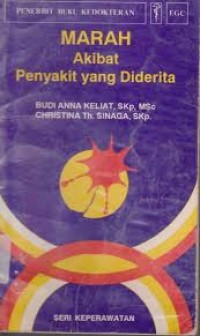 PENERBIT BUKU KEDOKTERAN EGC
MARAH
Akibat
Penyakit yang Diderita
BUDI ANNA KELIAT, SKp, MSc
CHRISTINA Th. SINAGA, SKp.
SERI KEPERAWATAN